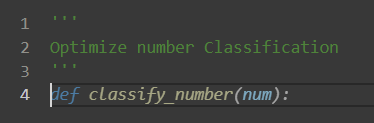 1 '''
2 Optimize number Classification
3 '''
4 def classify_number(num):